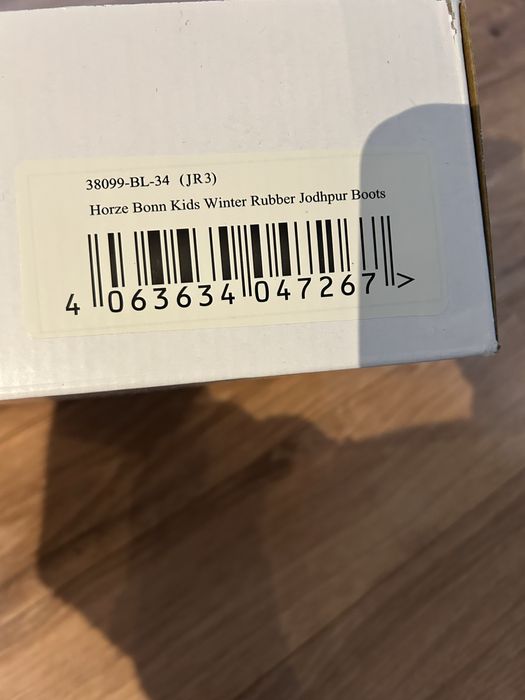 38099-BL-34 (JR3)
Horze Bonn Kids Winter Rubber Jodhpur Boots
4 063634 047267 >